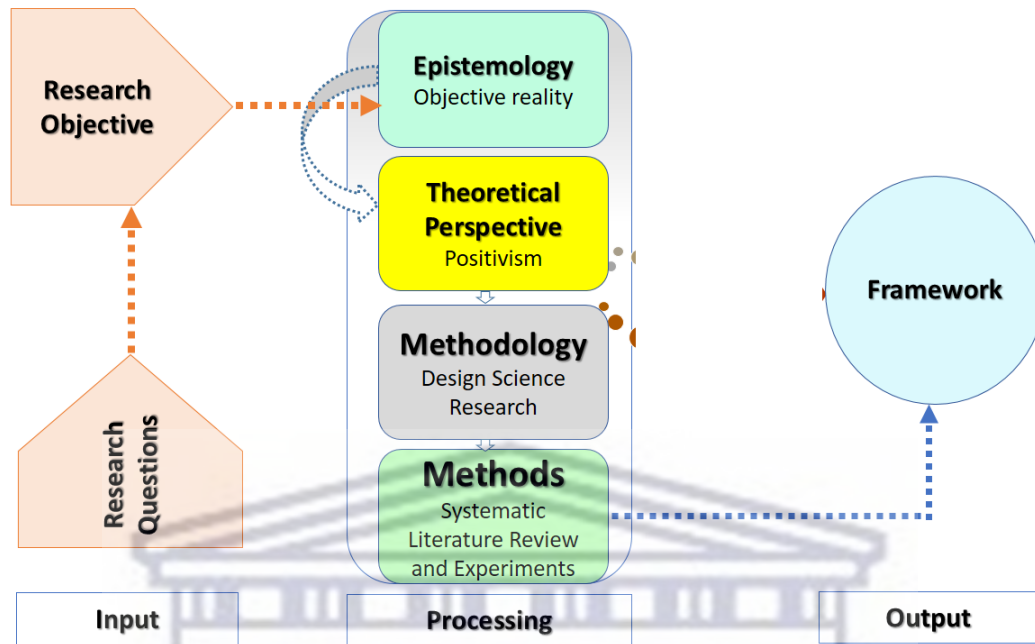 Research
Objective
Research
Questions
Epistemology
Objective reality
Theoretical
Perspective
Positivism
Methodology
Design Science
Research
Methods
Systematic
Literature Review
and Experiments
Framework
Input
Processing
Output